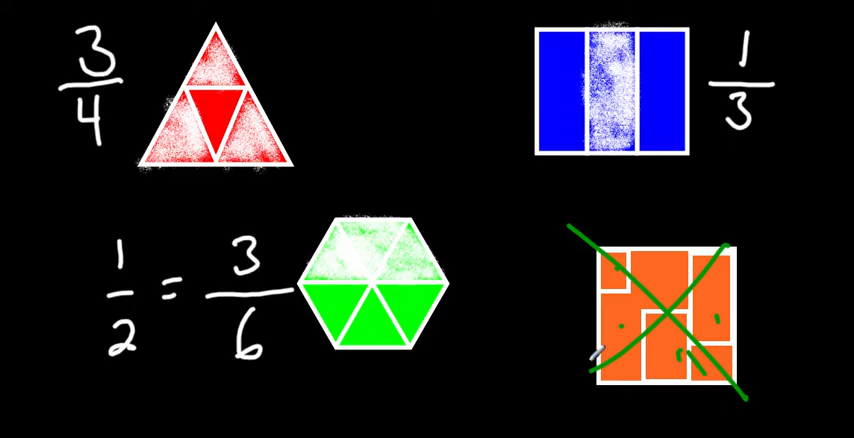 3/4
1/3
1/2 = 3/6